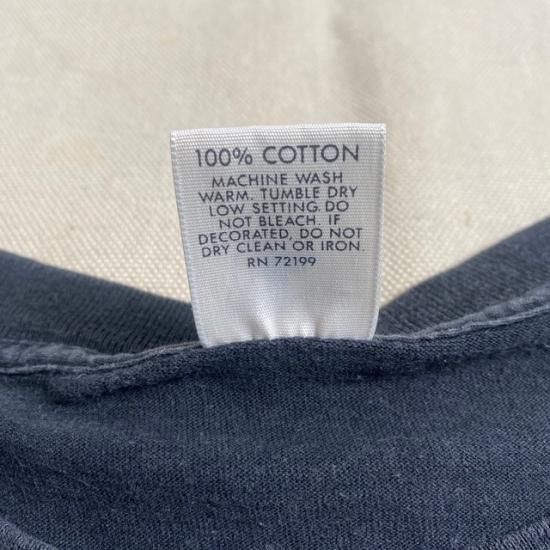 100% COTTON
MACHINE WASH
WARM. TUMBLE DRY
LOW SETTING. DO
NOT BLEACH. IF
DECORATED, DO NOT
DRY CLEAN OR IRON.
RN 72199